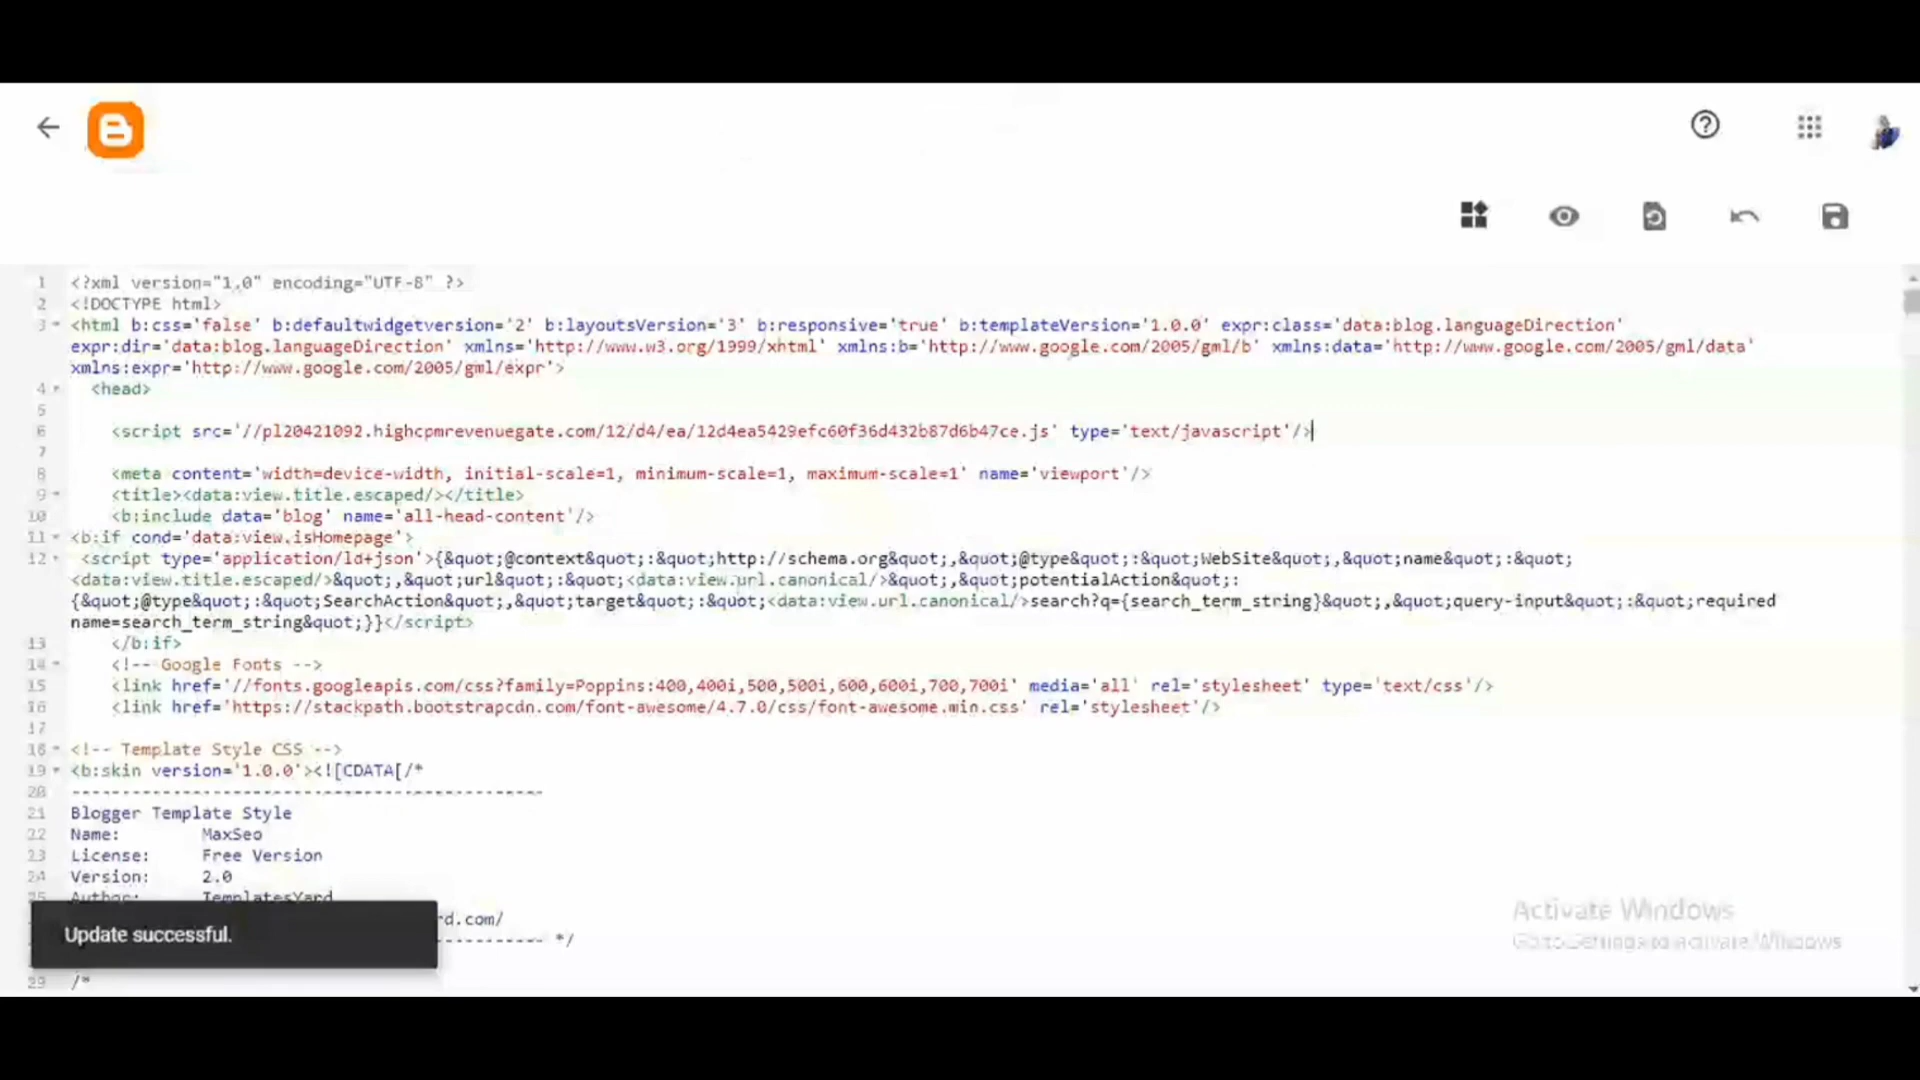 1 <?xml version="1.0" encoding="UTF-8" ?>
2 <!DOCTYPE html>
3 <html b:css='false' b:defaultwidgetversion='2' b:layoutsVersion='3' b:responsive='true' b:templateVersion='1.0.0' expr:class='data:blog.languageDirection'
expr:dir='data:blog.languageDirection' xmlns='http://www.w3.org/1999/xhtml' xmlns:b='http://www.google.com/2005/gml/b' xmlns:data='http://www.google.com/2005/gml/data'
xmlns:expr='http://www.google.com/2005/gml/expr'>
4 <head>
5
6 <script src='//pl20421092.highcpmrevenuegate.com/12/d4/ea/12d4ea5429efc60f36d432b87d6b47ce.js' type='text/javascript'/>
7
8 <meta content='width=device-width, initial-scale=1, minimum-scale=1, maximum-scale=1' name='viewport'/>
9 <title><data:view.title.escaped/></title>
10 <b:include data='blog' name='all-head-content'/>
11 <b:if cond='data:view.isHomepage'>
12 <script type='application/ld+json'>{&quot;@context&quot;:&quot;http://schema.org&quot;,&quot;@type&quot;:&quot;WebSite&quot;,&quot;name&quot;:&quot;
<data:view.title.escaped/>&quot;,&quot;url&quot;:&quot;<data:view.url.canonical/>&quot;,&quot;potentialAction&quot;:
{&quot;@type&quot;:&quot;SearchAction&quot;,&quot;target&quot;:&quot;<data:view.url.canonical/>search?q={search_term_string}&quot;,&quot;query-input&quot;:&quot;required
name=search_term_string&quot;}}</script>
13 </b:if>
14 <!-- Google Fonts -->
15 <link href='//fonts.googleapis.com/css?family=Poppins:400,400i,500,500i,600,600i,700,700i' media='all' rel='stylesheet' type='text/css'/>
16 <link href='https://stackpath.bootstrapcdn.com/font-awesome/4.7.0/css/font-awesome.min.css' rel='stylesheet'/>
17
18 <!-- Template Style CSS -->
19 <b:skin version='1.0.0'><![CDATA[/*
20 -----------------------------------------------
21 Blogger Template Style
22 Name: MaxSeo
23 License: Free Version
24 Version: 2.0
25 Author: TemplatesYard
rd.com/
----------- */
29 /*
Update successful.
Activate Windows
Go to Settings to activate Windows